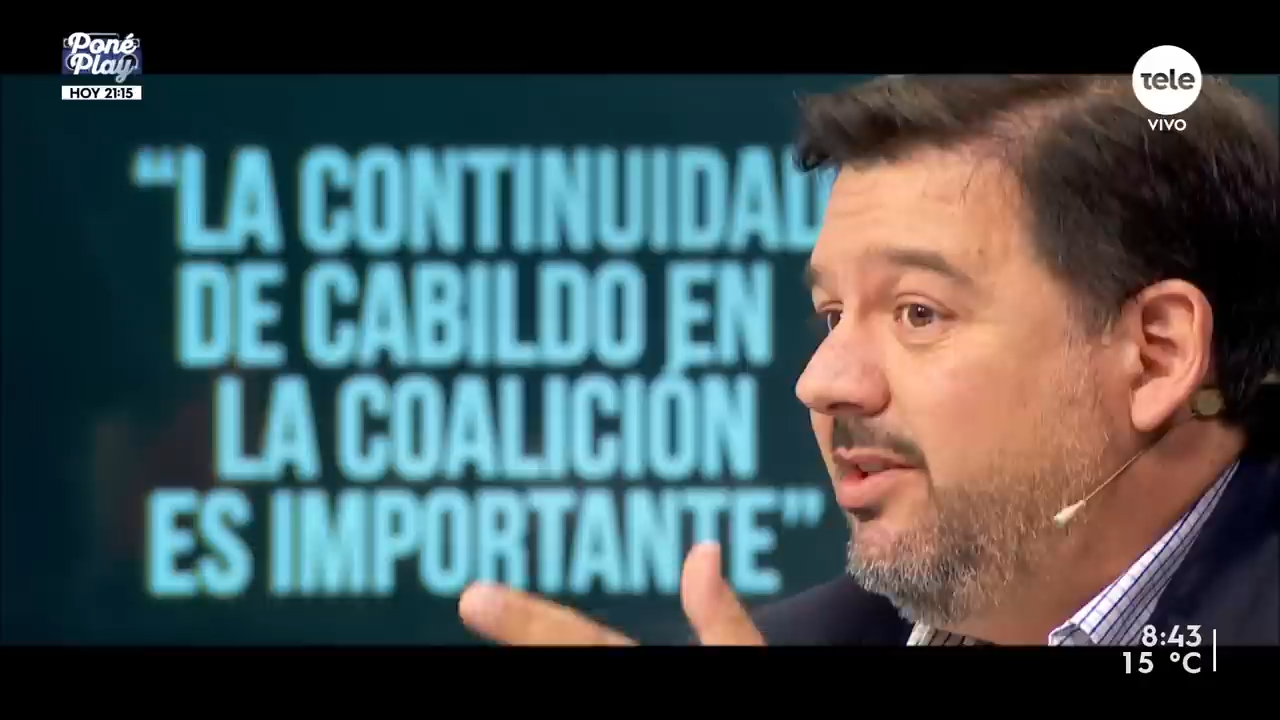 Poné
Play
HOY 21:15
tele
VIVO
“LA CONTINUIDAD
DE CABILDO EN
LA COALICIÓN
ES IMPORTANTE”
8:43
15 °C